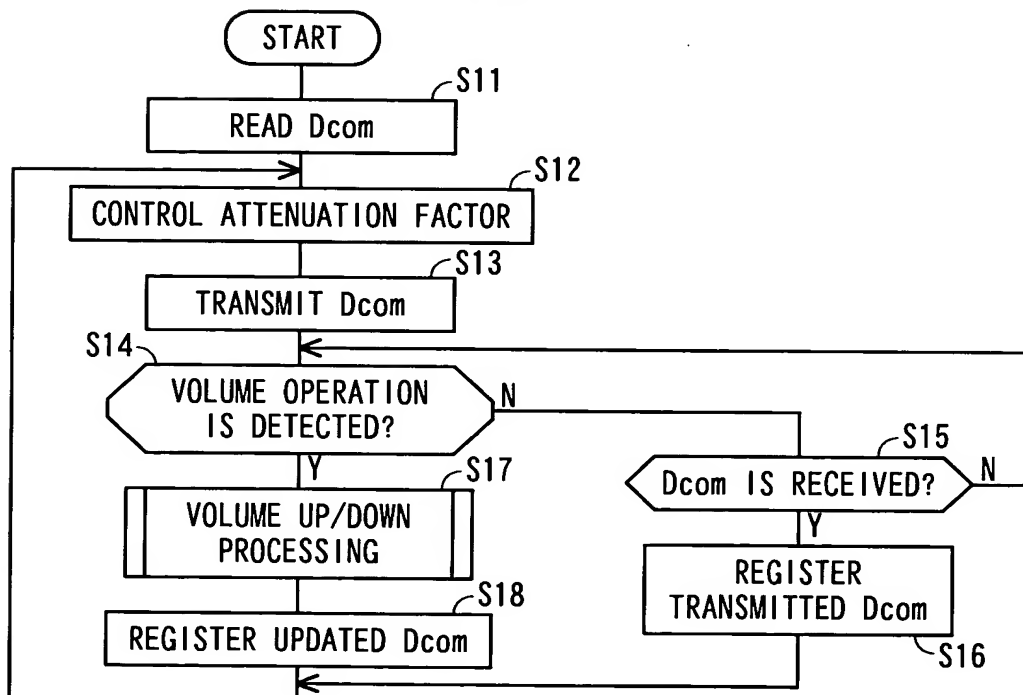 START
S11
READ Dcom
S12
CONTROL ATTENUATION FACTOR
S13
TRANSMIT Dcom
S14
VOLUME OPERATION
IS DETECTED?
N
Y
S15
Dcom IS RECEIVED?
N
Y
S17
VOLUME UP/DOWN
PROCESSING
REGISTER
TRANSMITTED Dcom
S16
S18
REGISTER UPDATED Dcom